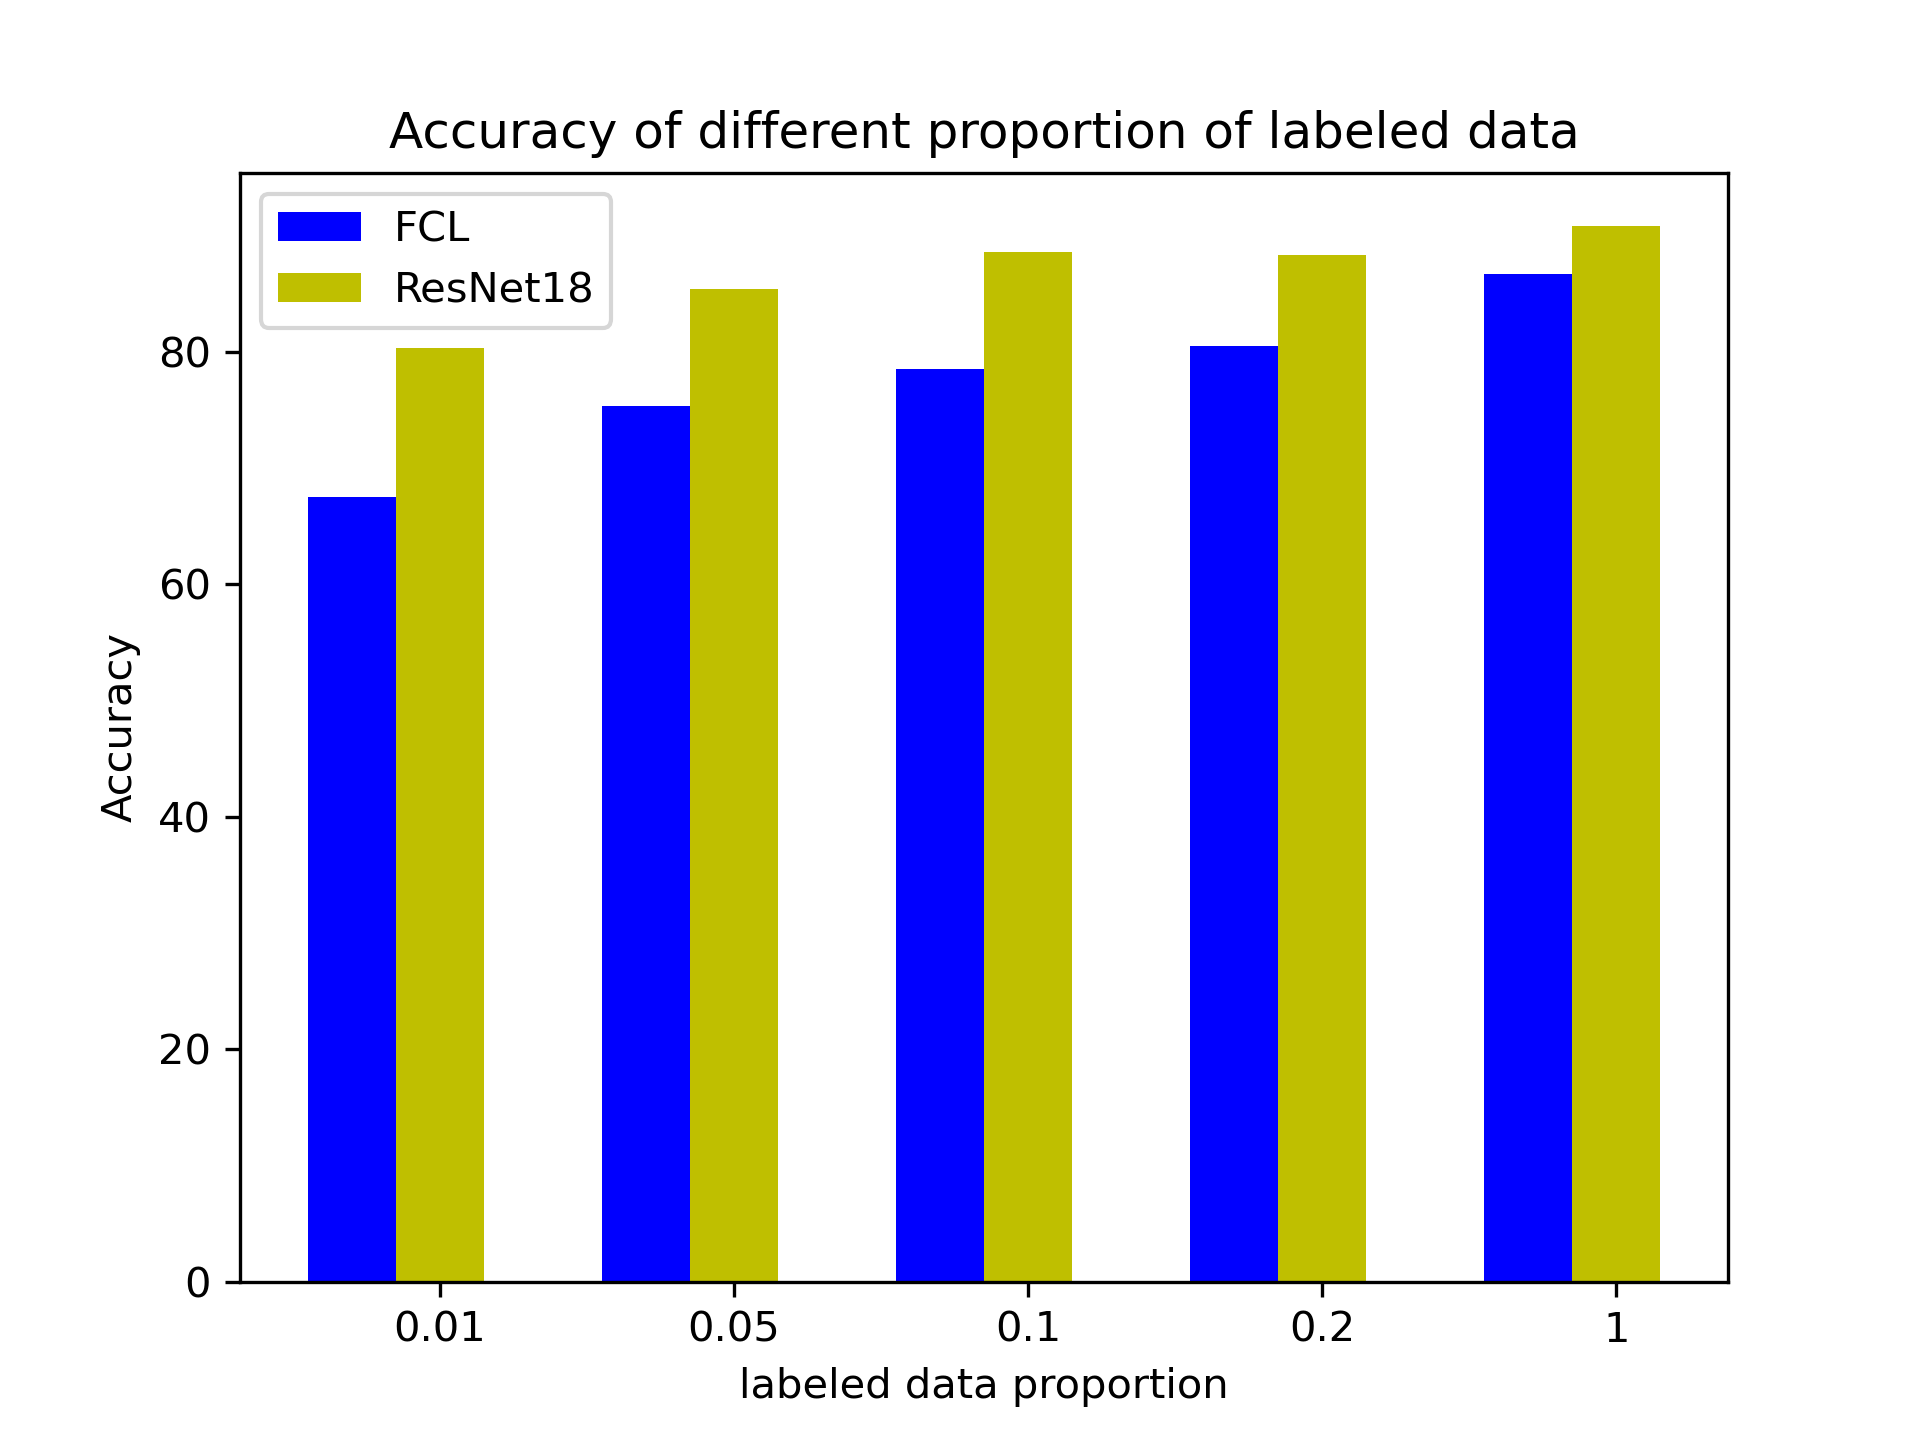 Accuracy of different proportion of labeled data
FCL
ResNet18
80
60
40
20
0
Accuracy
0.01 0.05 0.1 0.2 1
labeled data proportion